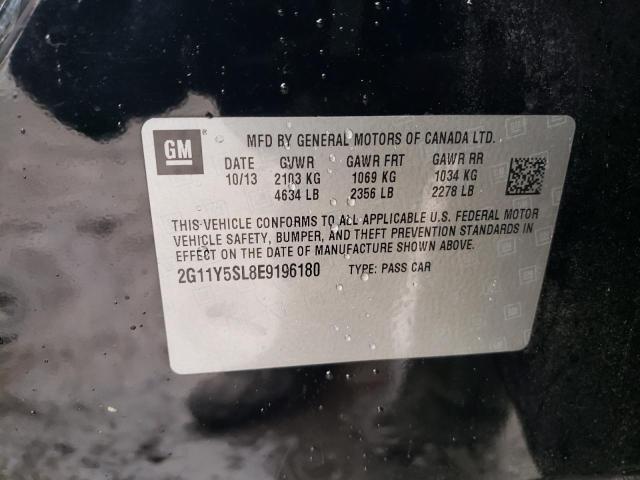 GM
MFD BY GENERAL MOTORS OF CANADA LTD.
DATE GVWR GAWR FRT GAWR RR
10/13 2103 KG 1069 KG 1034 KG
4634 LB 2356 LB 2278 LB
THIS VEHICLE CONFORMS TO ALL APPLICABLE U.S. FEDERAL MOTOR
VEHICLE SAFETY, BUMPER, AND THEFT PREVENTION STANDARDS IN
EFFECT ON THE DATE OF MANUFACTURE SHOWN ABOVE.
2G11Y5SL8E9196180 TYPE: PASS CAR